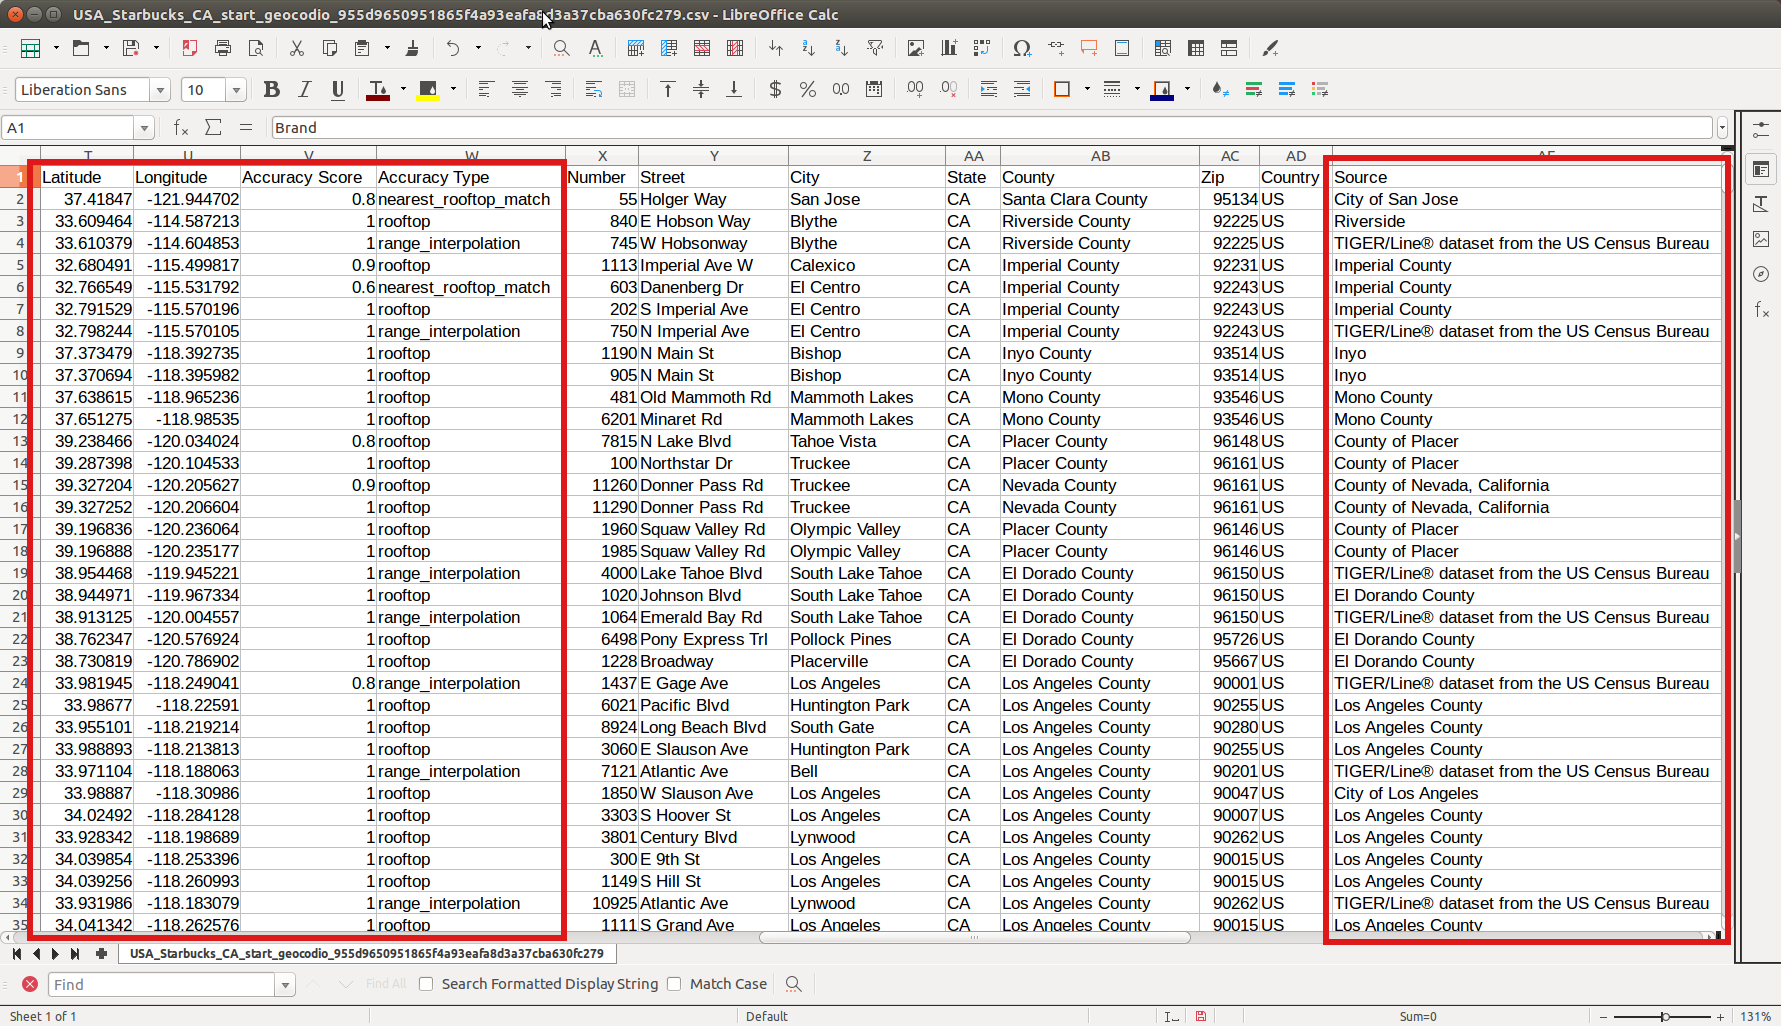 USA_Starbucks_CA_start_geocodio_955d9650951865f4a93eafa8d3a37cba630fc279.csv - LibreOffice Calc
Liberation Sans 10
A1 Brand
T U V W X Y Z AA AB AC AD AE
1 Latitude Longitude Accuracy Score Accuracy Type Number Street City State County Zip Country Source
2 37.41847 -121.944702 0.8 nearest_rooftop_match 55 Holger Way San Jose CA Santa Clara County 95134 US City of San Jose
3 33.609464 -114.587213 1 rooftop 840 E Hobson Way Blythe CA Riverside County 92225 US Riverside
4 33.610379 -114.604853 1 range_interpolation 745 W Hobsonway Blythe CA Riverside County 92225 US TIGER/Line® dataset from the US Census Bureau
5 32.680491 -115.499817 0.9 rooftop 1113 Imperial Ave W Calexico CA Imperial County 92231 US Imperial County
6 32.766549 -115.531792 0.6 nearest_rooftop_match 603 Danenberg Dr El Centro CA Imperial County 92243 US Imperial County
7 32.791529 -115.570196 1 rooftop 202 S Imperial Ave El Centro CA Imperial County 92243 US Imperial County
8 32.798244 -115.570105 1 range_interpolation 750 N Imperial Ave El Centro CA Imperial County 92243 US TIGER/Line® dataset from the US Census Bureau
9 37.373479 -118.392735 1 rooftop 1190 N Main St Bishop CA Inyo County 93514 US Inyo
10 37.370694 -118.395982 1 rooftop 905 N Main St Bishop CA Inyo County 93514 US Inyo
11 37.638615 -118.965236 1 rooftop 481 Old Mammoth Rd Mammoth Lakes CA Mono County 93546 US Mono County
12 37.651275 -118.98535 1 rooftop 6201 Minaret Rd Mammoth Lakes CA Mono County 93546 US Mono County
13 39.238466 -120.034024 0.8 rooftop 7815 N Lake Blvd Tahoe Vista CA Placer County 96148 US County of Placer
14 39.287398 -120.104533 1 rooftop 100 Northstar Dr Truckee CA Placer County 96161 US County of Placer
15 39.327204 -120.205627 0.9 rooftop 11260 Donner Pass Rd Truckee CA Nevada County 96161 US County of Nevada, California
16 39.327252 -120.206604 1 rooftop 11290 Donner Pass Rd Truckee CA Nevada County 96161 US County of Nevada, California
17 39.196836 -120.236064 1 rooftop 1960 Squaw Valley Rd Olympic Valley CA Placer County 96146 US County of Placer
18 39.196888 -120.235177 1 rooftop 1985 Squaw Valley Rd Olympic Valley CA Placer County 96146 US County of Placer
19 38.954468 -119.945221 1 range_interpolation 4000 Lake Tahoe Blvd South Lake Tahoe CA El Dorado County 96150 US TIGER/Line® dataset from the US Census Bureau
20 38.944971 -119.967334 1 rooftop 1020 Johnson Blvd South Lake Tahoe CA El Dorado County 96150 US El Dorando County
21 38.913125 -120.004557 1 range_interpolation 1064 Emerald Bay Rd South Lake Tahoe CA El Dorado County 96150 US TIGER/Line® dataset from the US Census Bureau
22 38.762347 -120.576924 1 rooftop 6498 Pony Express Trl Pollock Pines CA El Dorado County 95726 US El Dorando County
23 38.730819 -120.786902 1 rooftop 1228 Broadway Placerville CA El Dorado County 95667 US El Dorando County
24 33.981945 -118.249041 0.8 range_interpolation 1437 E Gage Ave Los Angeles CA Los Angeles County 90001 US TIGER/Line® dataset from the US Census Bureau
25 33.98677 -118.22591 1 rooftop 6021 Pacific Blvd Huntington Park CA Los Angeles County 90255 US Los Angeles County
26 33.955101 -118.219214 1 rooftop 8924 Long Beach Blvd South Gate CA Los Angeles County 90280 US Los Angeles County
27 33.988893 -118.213813 1 rooftop 3060 E Slauson Ave Huntington Park CA Los Angeles County 90255 US Los Angeles County
28 33.971104 -118.188063 1 range_interpolation 7121 Atlantic Ave Bell CA Los Angeles County 90201 US TIGER/Line® dataset from the US Census Bureau
29 33.98887 -118.30986 1 rooftop 1850 W Slauson Ave Los Angeles CA Los Angeles County 90047 US City of Los Angeles
30 34.02492 -118.284128 1 rooftop 3303 S Hoover St Los Angeles CA Los Angeles County 90007 US Los Angeles County
31 33.928342 -118.198689 1 rooftop 3801 Century Blvd Lynwood CA Los Angeles County 90262 US Los Angeles County
32 34.039854 -118.253396 1 rooftop 300 E 9th St Los Angeles CA Los Angeles County 90015 US Los Angeles County
33 34.039256 -118.260993 1 rooftop 1149 S Hill St Los Angeles CA Los Angeles County 90015 US Los Angeles County
34 33.931986 -118.183079 1 range_interpolation 10925 Atlantic Ave Lynwood CA Los Angeles County 90262 US TIGER/Line® dataset from the US Census Bureau
35 34.041342 -118.262576 1 rooftop 1111 S Grand Ave Los Angeles CA Los Angeles County 90015 US Los Angeles County
USA_Starbucks_CA_start_geocodio_955d9650951865f4a93eafa8d3a37cba630fc279
Find Find All Search Formatted Display String Match Case
Sheet 1 of 1 Default Sum=0 131%